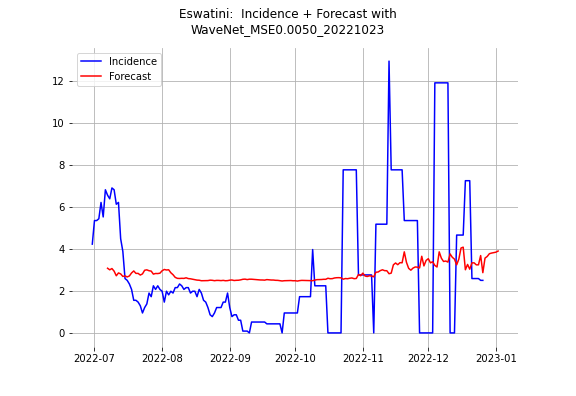 Eswatini:  Incidence + Forecast with
WaveNet_MSE0.0050_20221023
Incidence
Forecast
12
10
8
6
4
2
0
2022-07 2022-08 2022-09 2022-10 2022-11 2022-12 2023-01